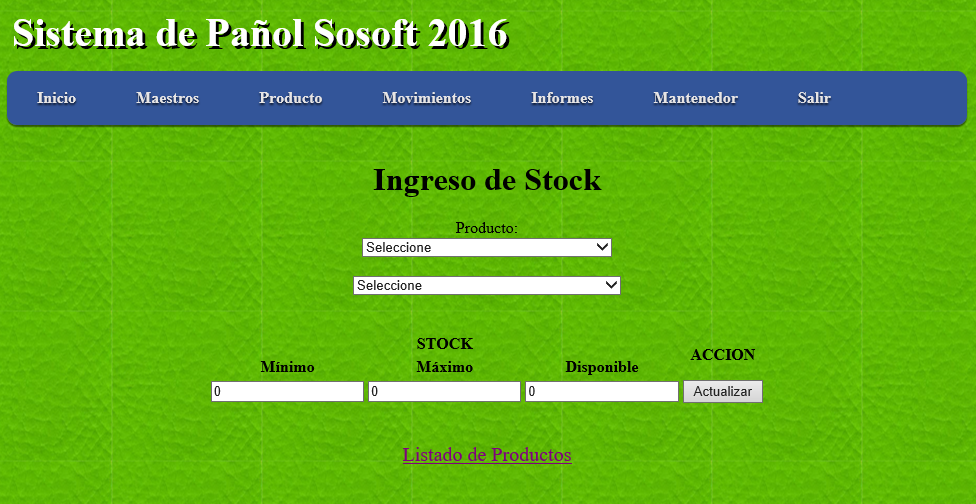 Sistema de Pañol Sosoft 2016
Inicio Maestros Producto Movimientos Informes Mantenedor Salir
Ingreso de Stock
Producto:
Seleccione
Seleccione
STOCK
ACCION
Mínimo Máximo Disponible
0 0 0 Actualizar
Listado de Productos